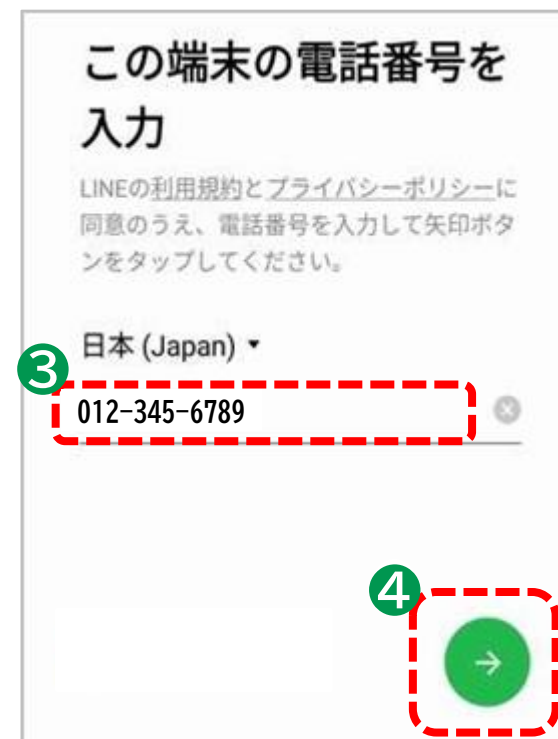 この端末の電話番号を
入力
LINEの利用規約とプライバシーポリシーに
同意のうえ、電話番号を入力して矢印ボタ
ンをタップしてください。
日本 (Japan)
3
012-345-6789
4